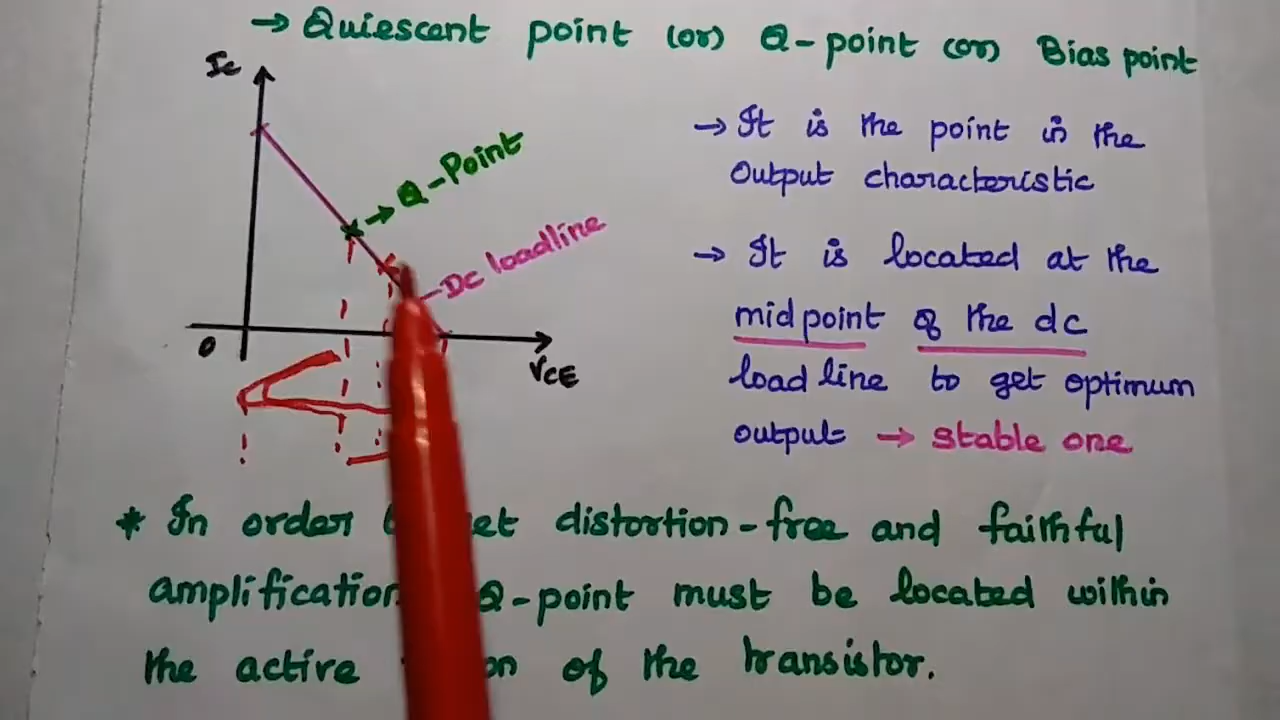 → Quiescent point (or) Q-point (or) Bias point
Ic
→ Q-Point
DC loadline
0
VCE
→ It is the point in the
Output characteristic
→ It is located at the
midpoint of the dc
load line to get optimum
output → stable one
* In order get distortion-free and faithful
amplification Q-point must be located within
the active of the transistor.